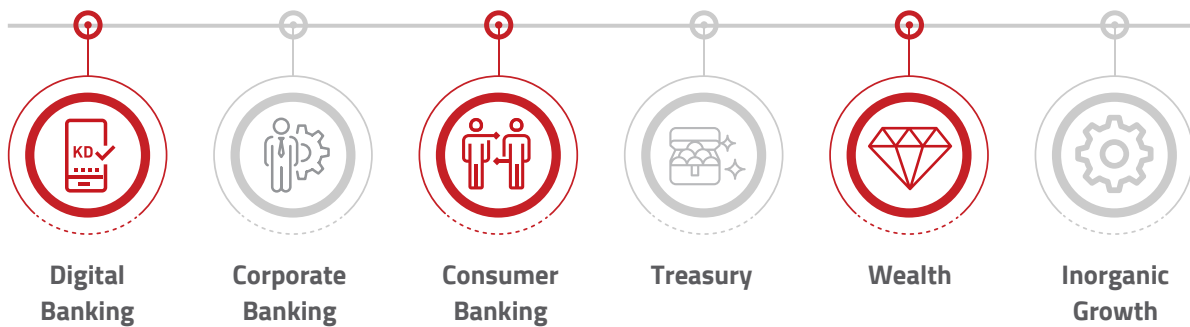 KD
Digital
Banking
Corporate
Banking
Consumer
Banking
Treasury
Wealth
Inorganic
Growth